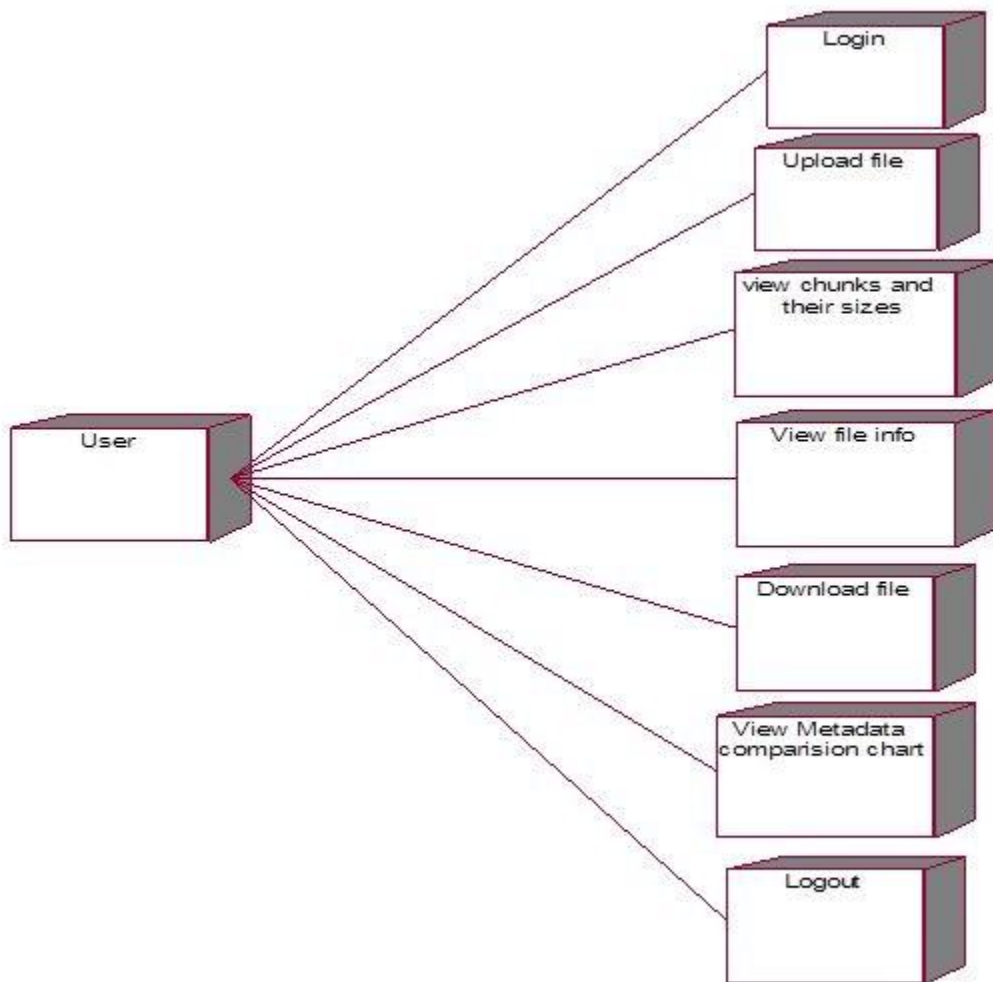 Login
Upload file
view chunks and
their sizes
User
View file info
Download file
View Metadata
comparision chart
Logout